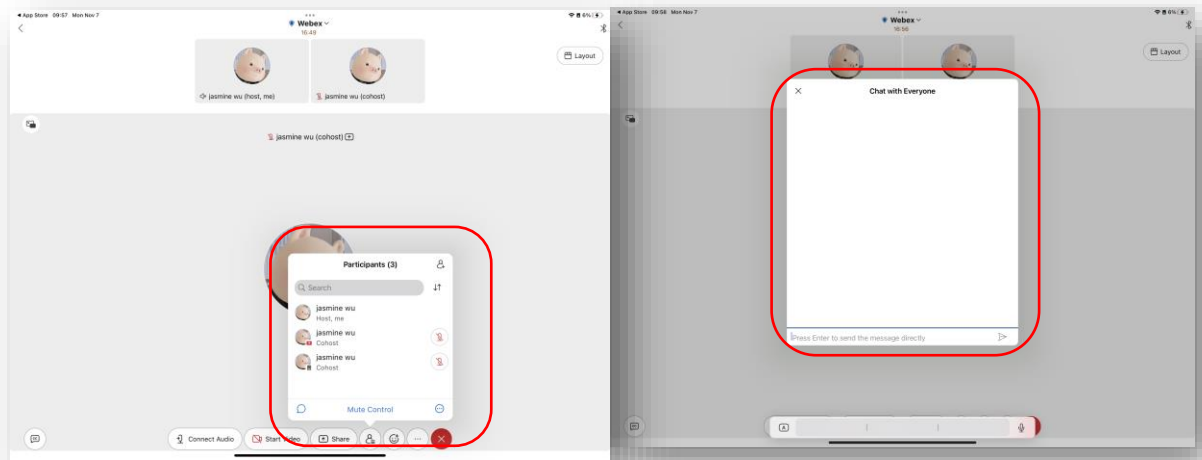 App Store 09:57 Mon Nov 7
6%
Webex
16:49
Layout
jasmine wu (host, me)
jasmine wu (cohost)
jasmine wu (cohost)
Participants (3)
Search
jasmine wu
Host, me
jasmine wu
Cohost
jasmine wu
Cohost
Mute Control
Connect Audio
Start Video
Share
App Store 09:56 Mon Nov 7
6%
Webex
16:56
Layout
Chat with Everyone
Press Enter to send the message directly
A